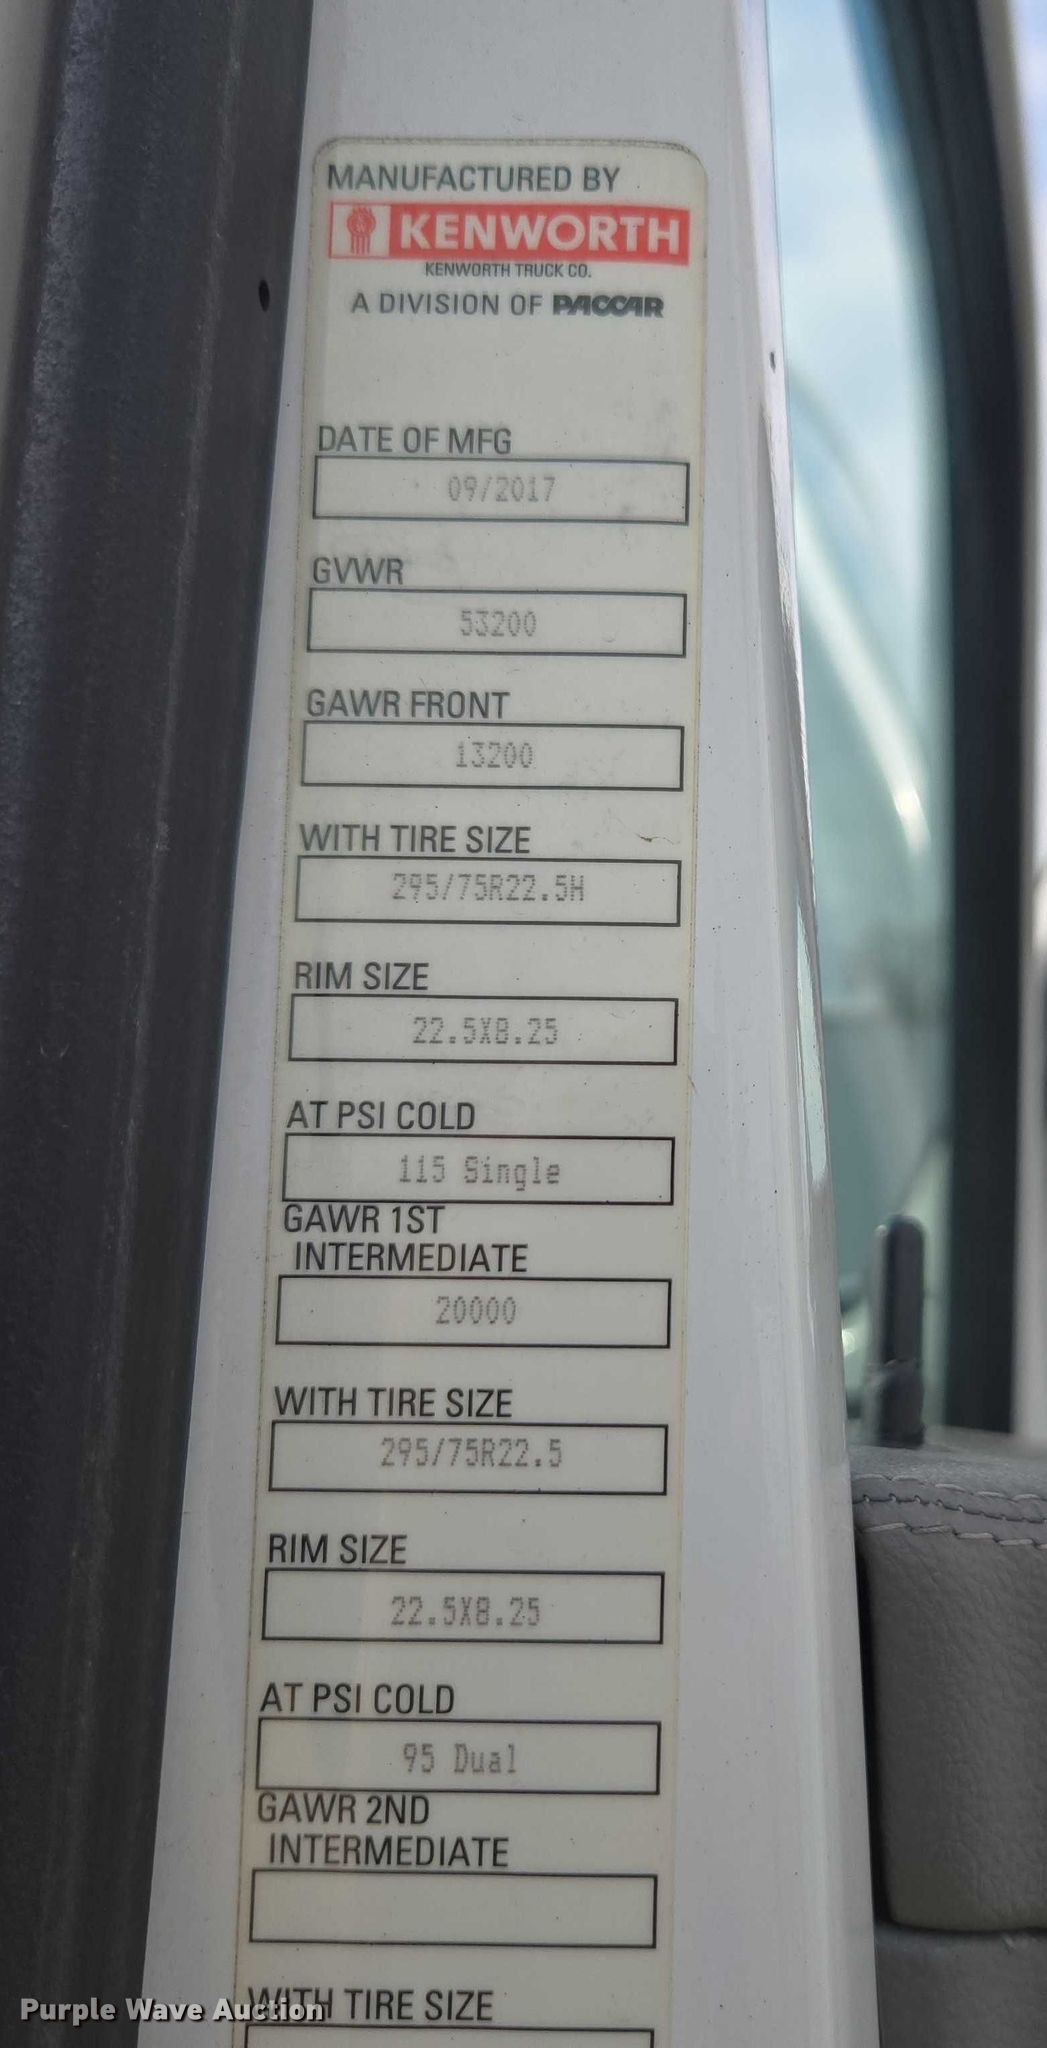 MANUFACTURED BY
KENWORTH
KENWORTH TRUCK CO.
A DIVISION OF PACCAR
DATE OF MFG
09/2017
GVWR
53200
GAWR FRONT
13200
WITH TIRE SIZE
295/75R22.5H
RIM SIZE
22.5X8.25
AT PSI COLD
115 Single
GAWR 1ST
INTERMEDIATE
20000
WITH TIRE SIZE
295/75R22.5
RIM SIZE
22.5X8.25
AT PSI COLD
95 Dual
GAWR 2ND
INTERMEDIATE
WITH TIRE SIZE
Purple Wave Auction